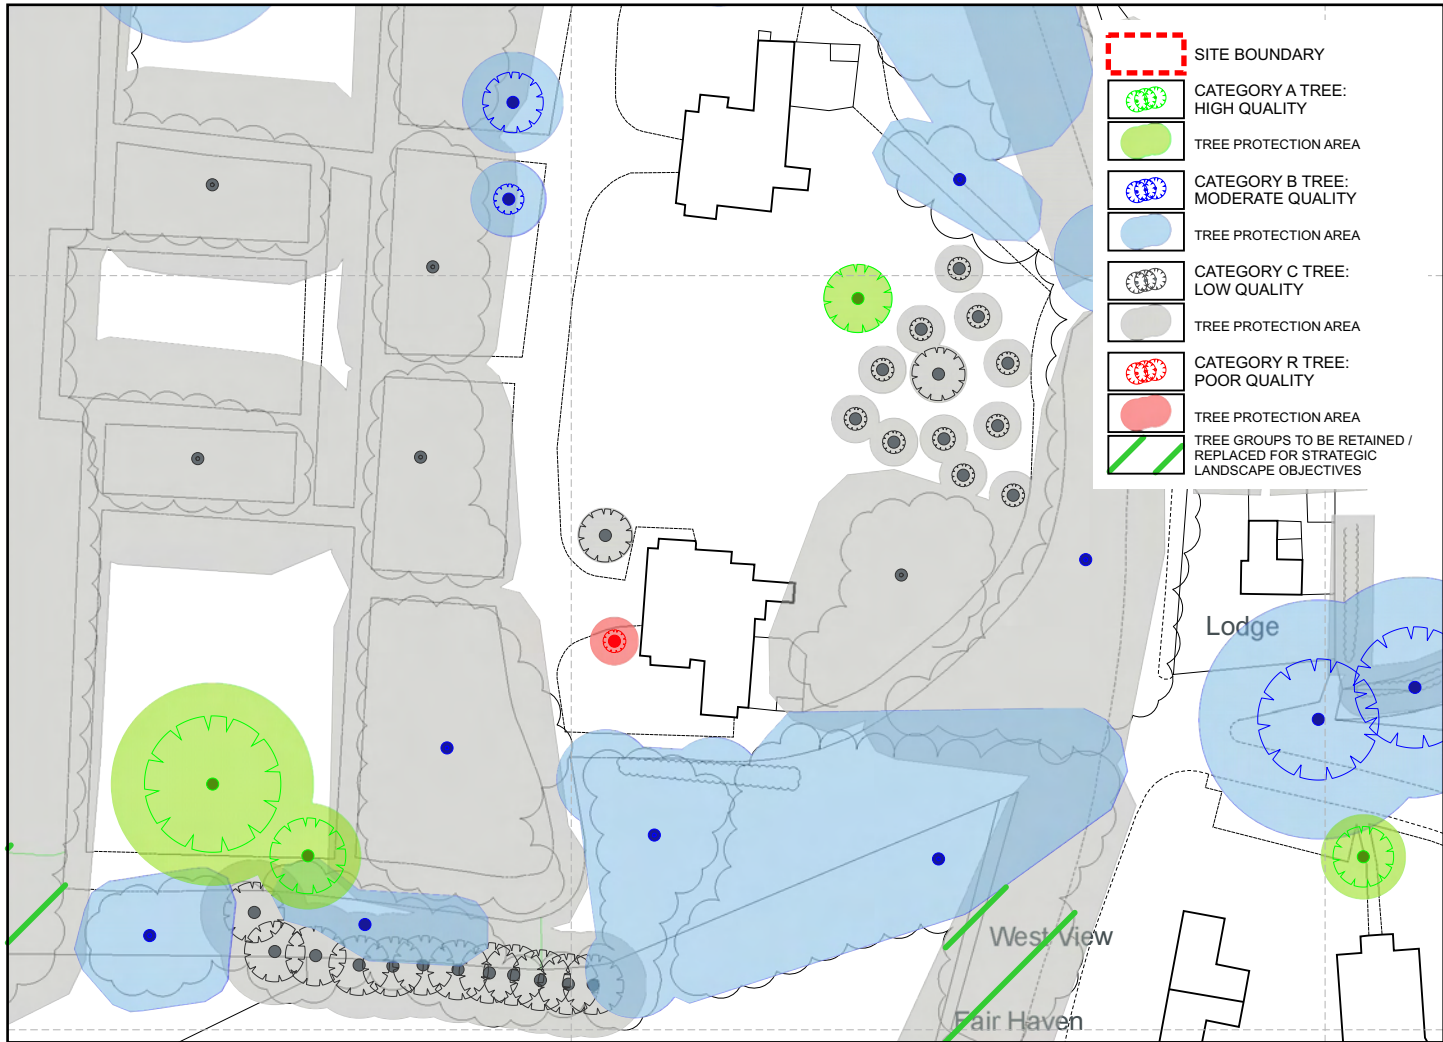 SITE BOUNDARY
CATEGORY A TREE:
HIGH QUALITY
TREE PROTECTION AREA
CATEGORY B TREE:
MODERATE QUALITY
TREE PROTECTION AREA
CATEGORY C TREE:
LOW QUALITY
TREE PROTECTION AREA
CATEGORY R TREE:
POOR QUALITY
TREE PROTECTION AREA
TREE GROUPS TO BE RETAINED /
REPLACED FOR STRATEGIC
LANDSCAPE OBJECTIVES
Lodge
West View
Fair Haven